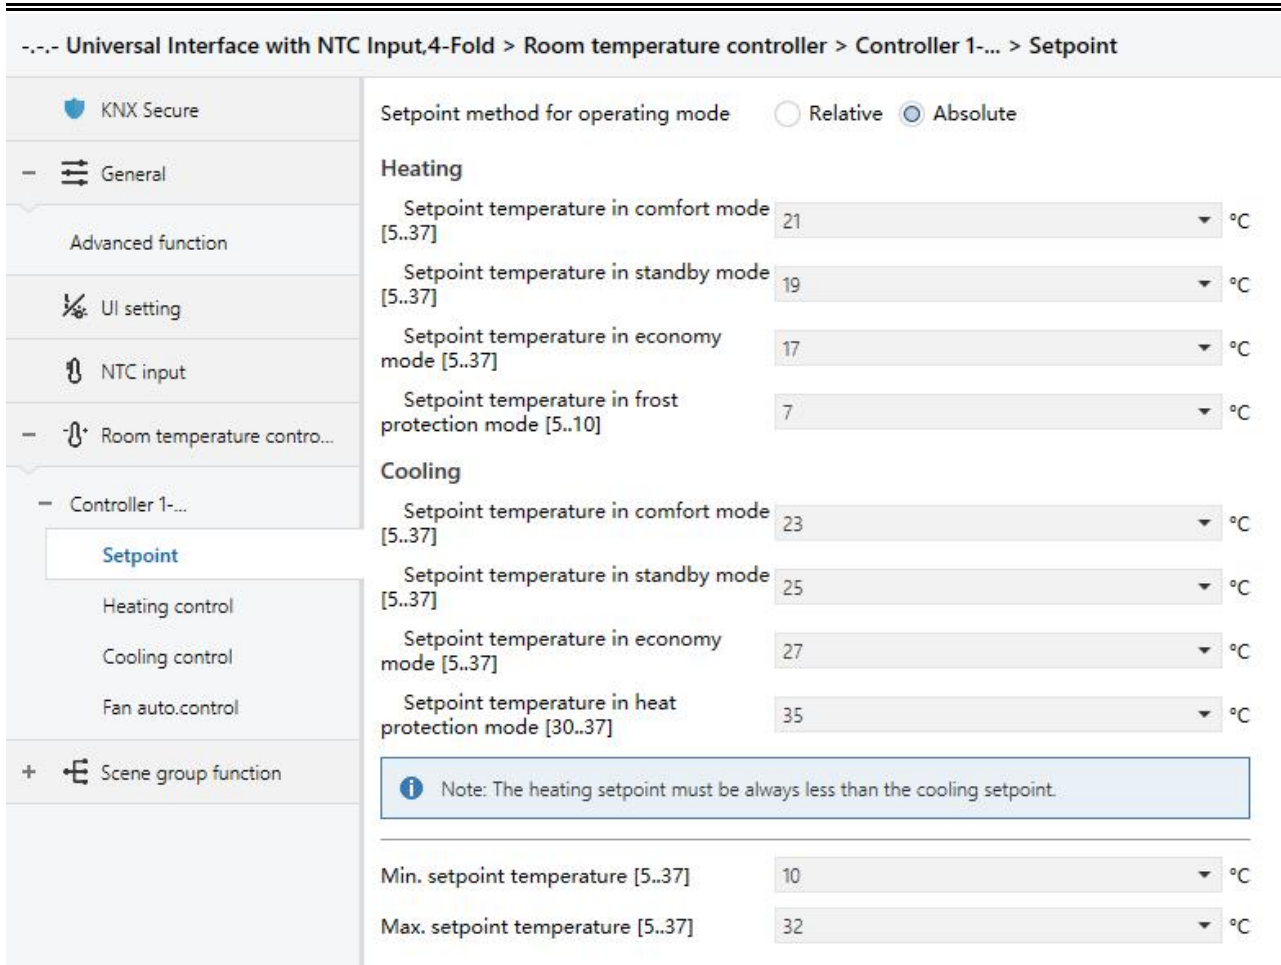 -.-.- Universal Interface with NTC Input,4-Fold > Room temperature controller > Controller 1-... > Setpoint
KNX Secure
General
Advanced function
UI setting
NTC input
Room temperature contro...
Controller 1-...
Setpoint
Heating control
Cooling control
Fan auto.control
Scene group function
Setpoint method for operating mode Relative Absolute
Heating
Setpoint temperature in comfort mode
[5..37] 21 °C
Setpoint temperature in standby mode
[5..37] 19 °C
Setpoint temperature in economy
mode [5..37] 17 °C
Setpoint temperature in frost
protection mode [5..10] 7 °C
Cooling
Setpoint temperature in comfort mode
[5..37] 23 °C
Setpoint temperature in standby mode
[5..37] 25 °C
Setpoint temperature in economy
mode [5..37] 27 °C
Setpoint temperature in heat
protection mode [30..37] 35 °C
Note: The heating setpoint must be always less than the cooling setpoint.
Min. setpoint temperature [5..37] 10 °C
Max. setpoint temperature [5..37] 32 °C